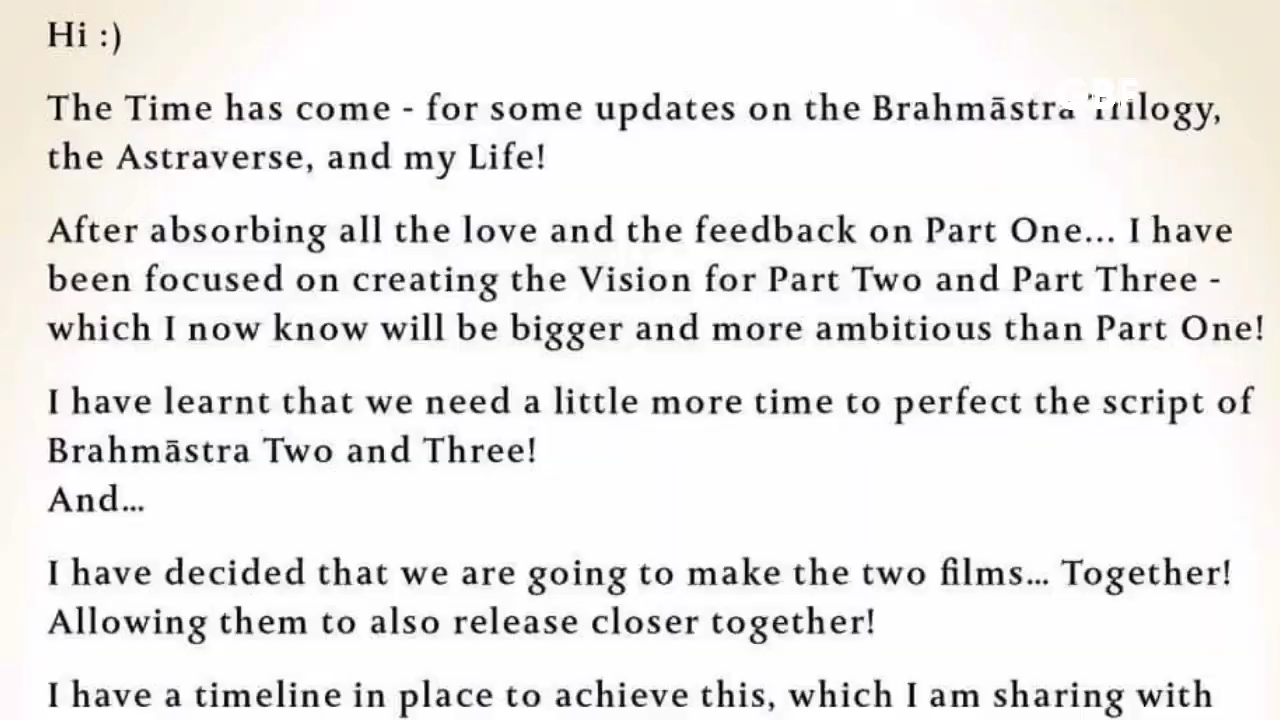 Hi :)
The Time has come - for some updates on the Brahmāstra Trilogy,
the Astraverse, and my Life!
After absorbing all the love and the feedback on Part One... I have
been focused on creating the Vision for Part Two and Part Three -
which I now know will be bigger and more ambitious than Part One!
I have learnt that we need a little more time to perfect the script of
Brahmāstra Two and Three!
And...
I have decided that we are going to make the two films... Together!
Allowing them to also release closer together!
I have a timeline in place to achieve this, which I am sharing with